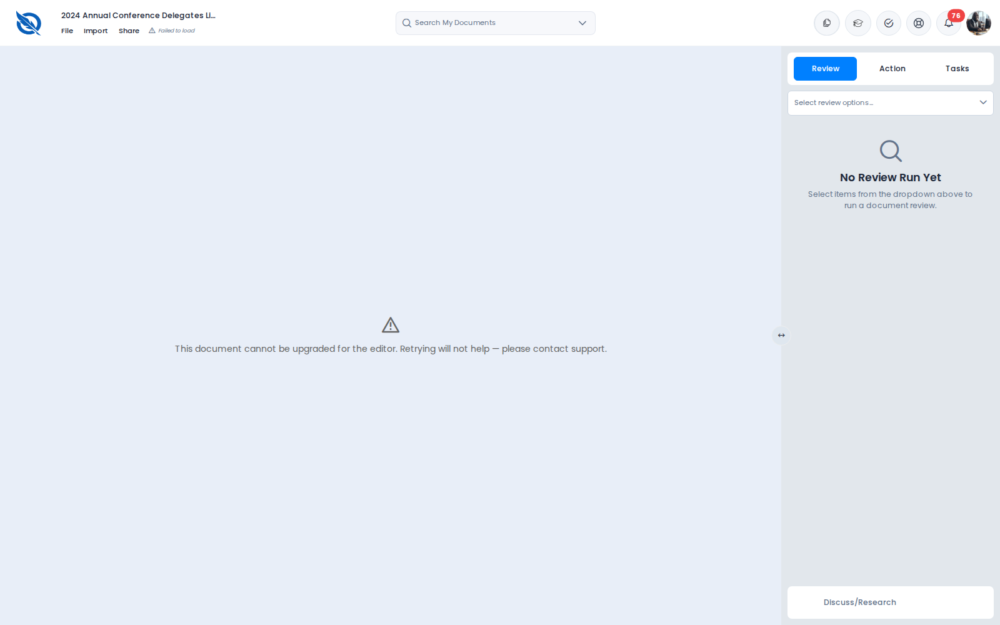 2024 Annual Conference Delegates Li...
File Import Share Failed to load
Search My Documents
76
Review Action Tasks
Select review options...
No Review Run Yet
Select items from the dropdown above to
run a document review.
This document cannot be upgraded for the editor. Retrying will not help — please contact support.
Discuss/Research